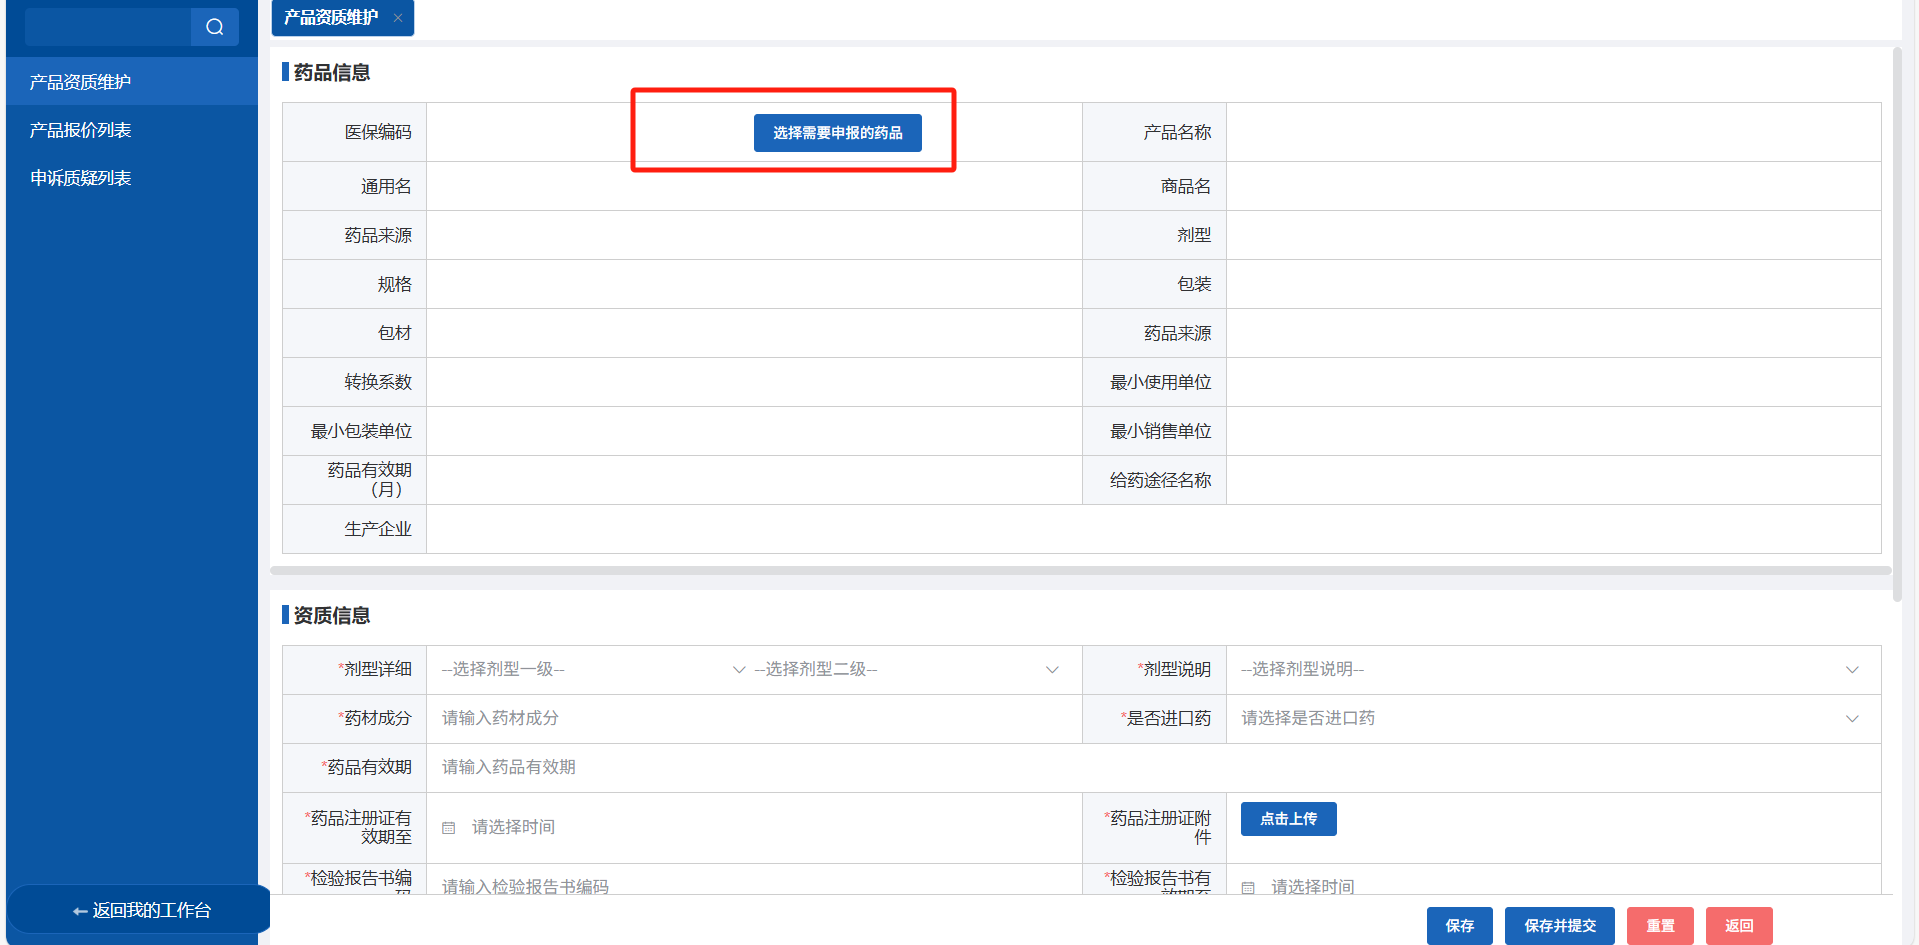 产品资质维护
产品资质维护
产品报价列表
申诉质疑列表
返回我的工作台
药品信息
医保编码 选择需要申报的药品 产品名称
通用名 商品名
药品来源 剂型
规格 包装
包材 药品来源
转换系数 最小使用单位
最小包装单位 最小销售单位
药品有效期
（月） 给药途径名称
生产企业
资质信息
*剂型详细 --选择剂型一级-- --选择剂型二级-- *剂型说明 --选择剂型说明--
*药材成分 请输入药材成分 *是否进口药 请选择是否进口药
*药品有效期 请输入药品有效期
*药品注册证有
效期至 请选择时间 *药品注册证附
件 点击上传
*检验报告书编
码 请输入检验报告书编码 *检验报告书有
效期至 请选择时间
保存 保存并提交 重置 返回